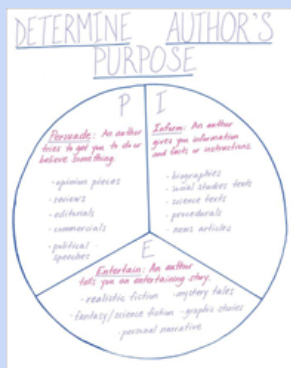 DETERMINE AUTHOR'S
PURPOSE
P
Persuade: An author
tries to get you to do or
believe something.
- opinion pieces
- reviews
- editorials
- commercials
- political
speeches
I
Inform: An author
gives you information
and facts or instructions.
- biographies
- social studies texts
- science texts
- procedurals
- news articles
E
Entertain: An author
tells you an entertaining story.
- realistic fiction - mystery tales
- fantasy/science fiction - graphic stories
- personal narrative